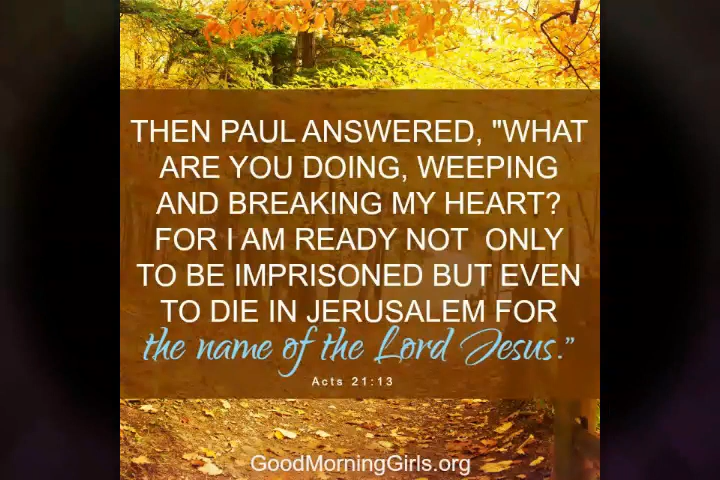 THEN PAUL ANSWERED, "WHAT
ARE YOU DOING, WEEPING
AND BREAKING MY HEART?
FOR I AM READY NOT ONLY
TO BE IMPRISONED BUT EVEN
TO DIE IN JERUSALEM FOR
the name of the Lord Jesus."
Acts 21:13
GoodMorningGirls.org